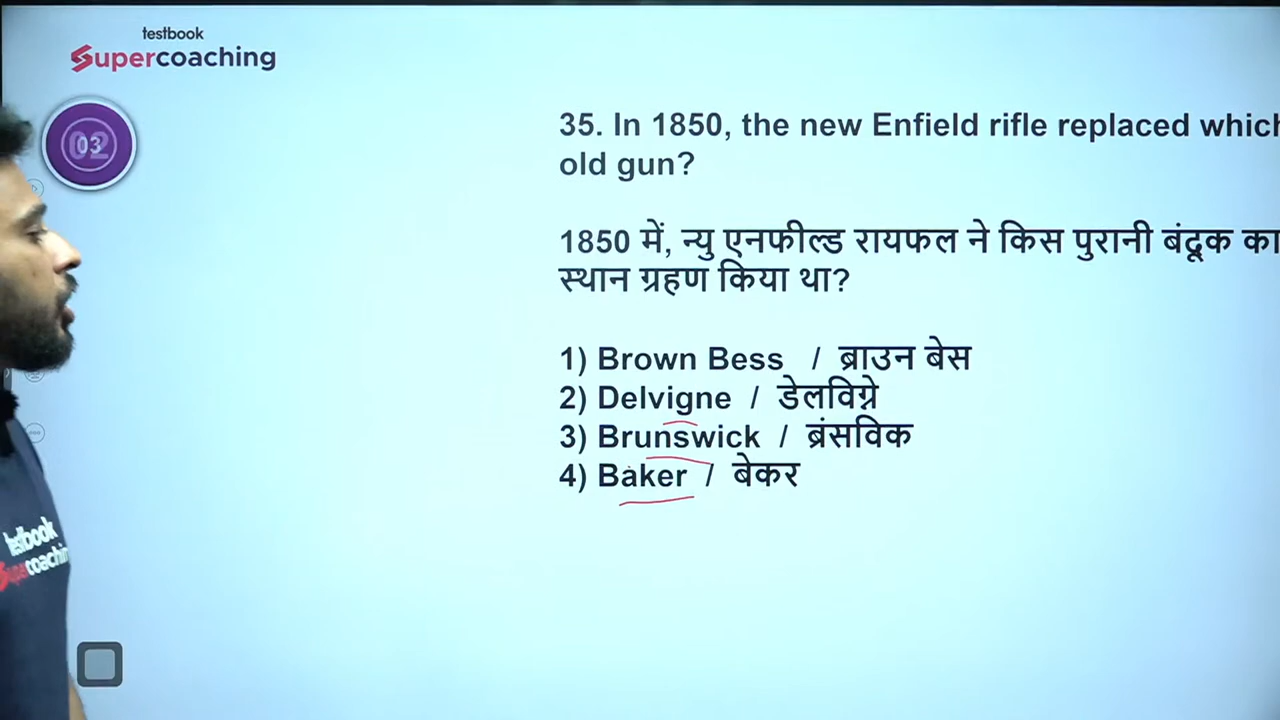 testbook
Supercoaching
03
35. In 1850, the new Enfield rifle replaced which
old gun?
1850 में, न्यु एनफील्ड रायफल ने किस पुरानी बंदूक का
स्थान ग्रहण किया था?
1) Brown Bess / ब्राउन बेस
2) Delvigne / डेलविग्ने
3) Brunswick / ब्रंसविक
4) Baker / बेकर
testbook
Supercoaching